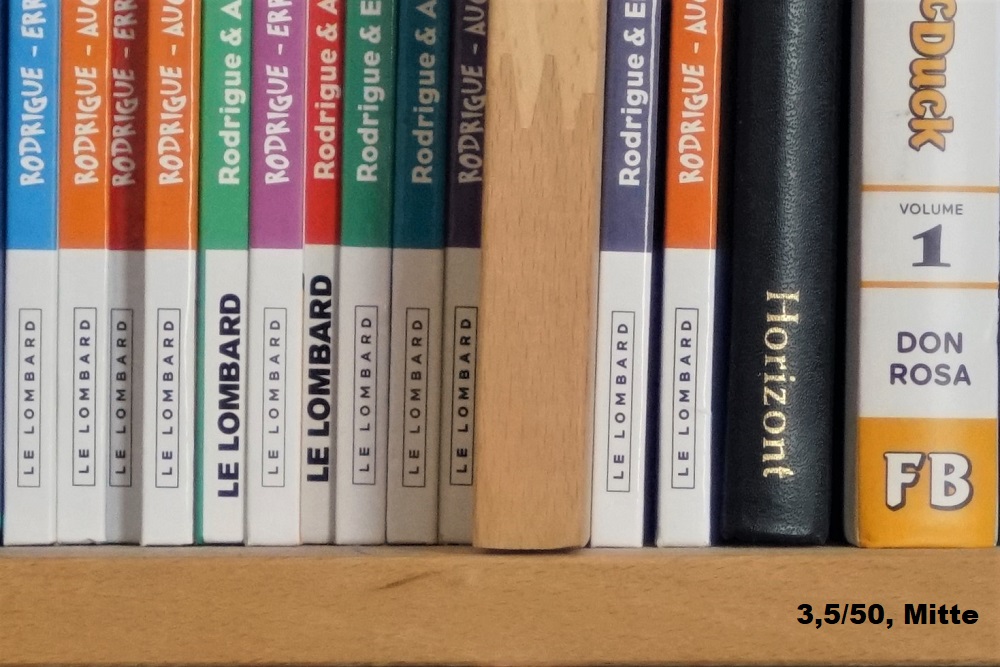 RODRIGUE - ERR
RODRIGUE - AUG
RODRIGUE - ERR
RODRIGUE - AUG
Rodrigue & A
RODRIGUE - ERR
Rodrigue & A
Rodrigue & E
Rodrigue & A
RODRIGUE - AUG
Rodrigue & E
RODRIGUE - AUG
LE LOMBARD
LE LOMBARD
LE LOMBARD
LE LOMBARD
LE LOMBARD
LE LOMBARD
LE LOMBARD
LE LOMBARD
LE LOMBARD
LE LOMBARD
LE LOMBARD
LE LOMBARD
Horizont
cDuck
VOLUME
1
DON
ROSA
FB
3,5/50, Mitte